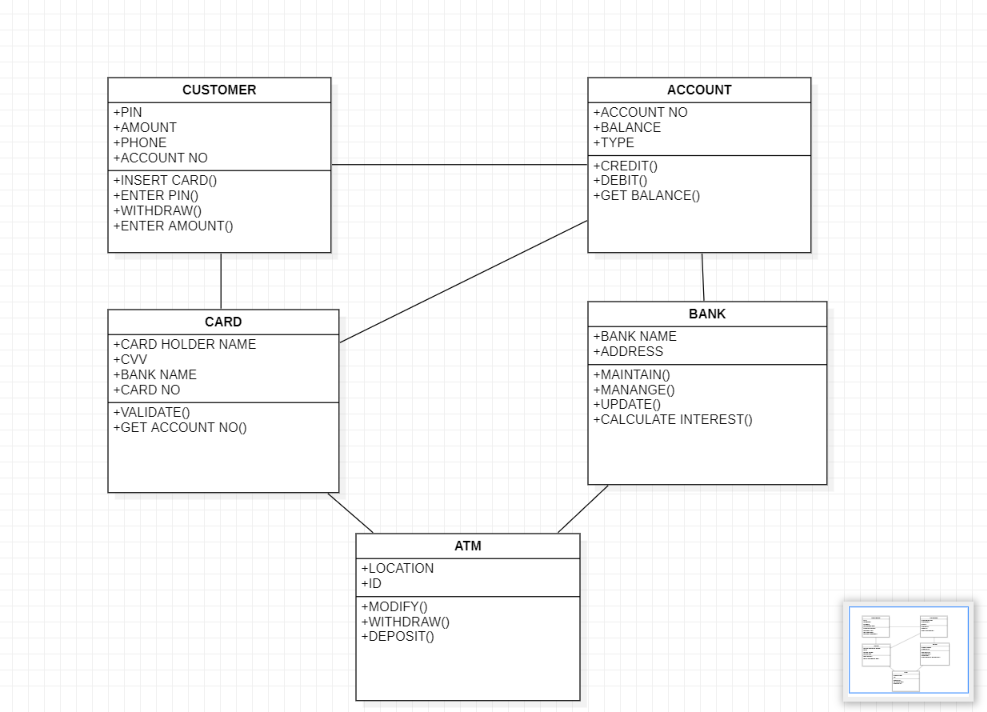 CUSTOMER
+PIN
+AMOUNT
+PHONE
+ACCOUNT NO
+INSERT CARD()
+ENTER PIN()
+WITHDRAW()
+ENTER AMOUNT()
ACCOUNT
+ACCOUNT NO
+BALANCE
+TYPE
+CREDIT()
+DEBIT()
+GET BALANCE()
CARD
+CARD HOLDER NAME
+CVV
+BANK NAME
+CARD NO
+VALIDATE()
+GET ACCOUNT NO()
BANK
+BANK NAME
+ADDRESS
+MAINTAIN()
+MANANGE()
+UPDATE()
+CALCULATE INTEREST()
ATM
+LOCATION
+ID
+MODIFY()
+WITHDRAW()
+DEPOSIT()